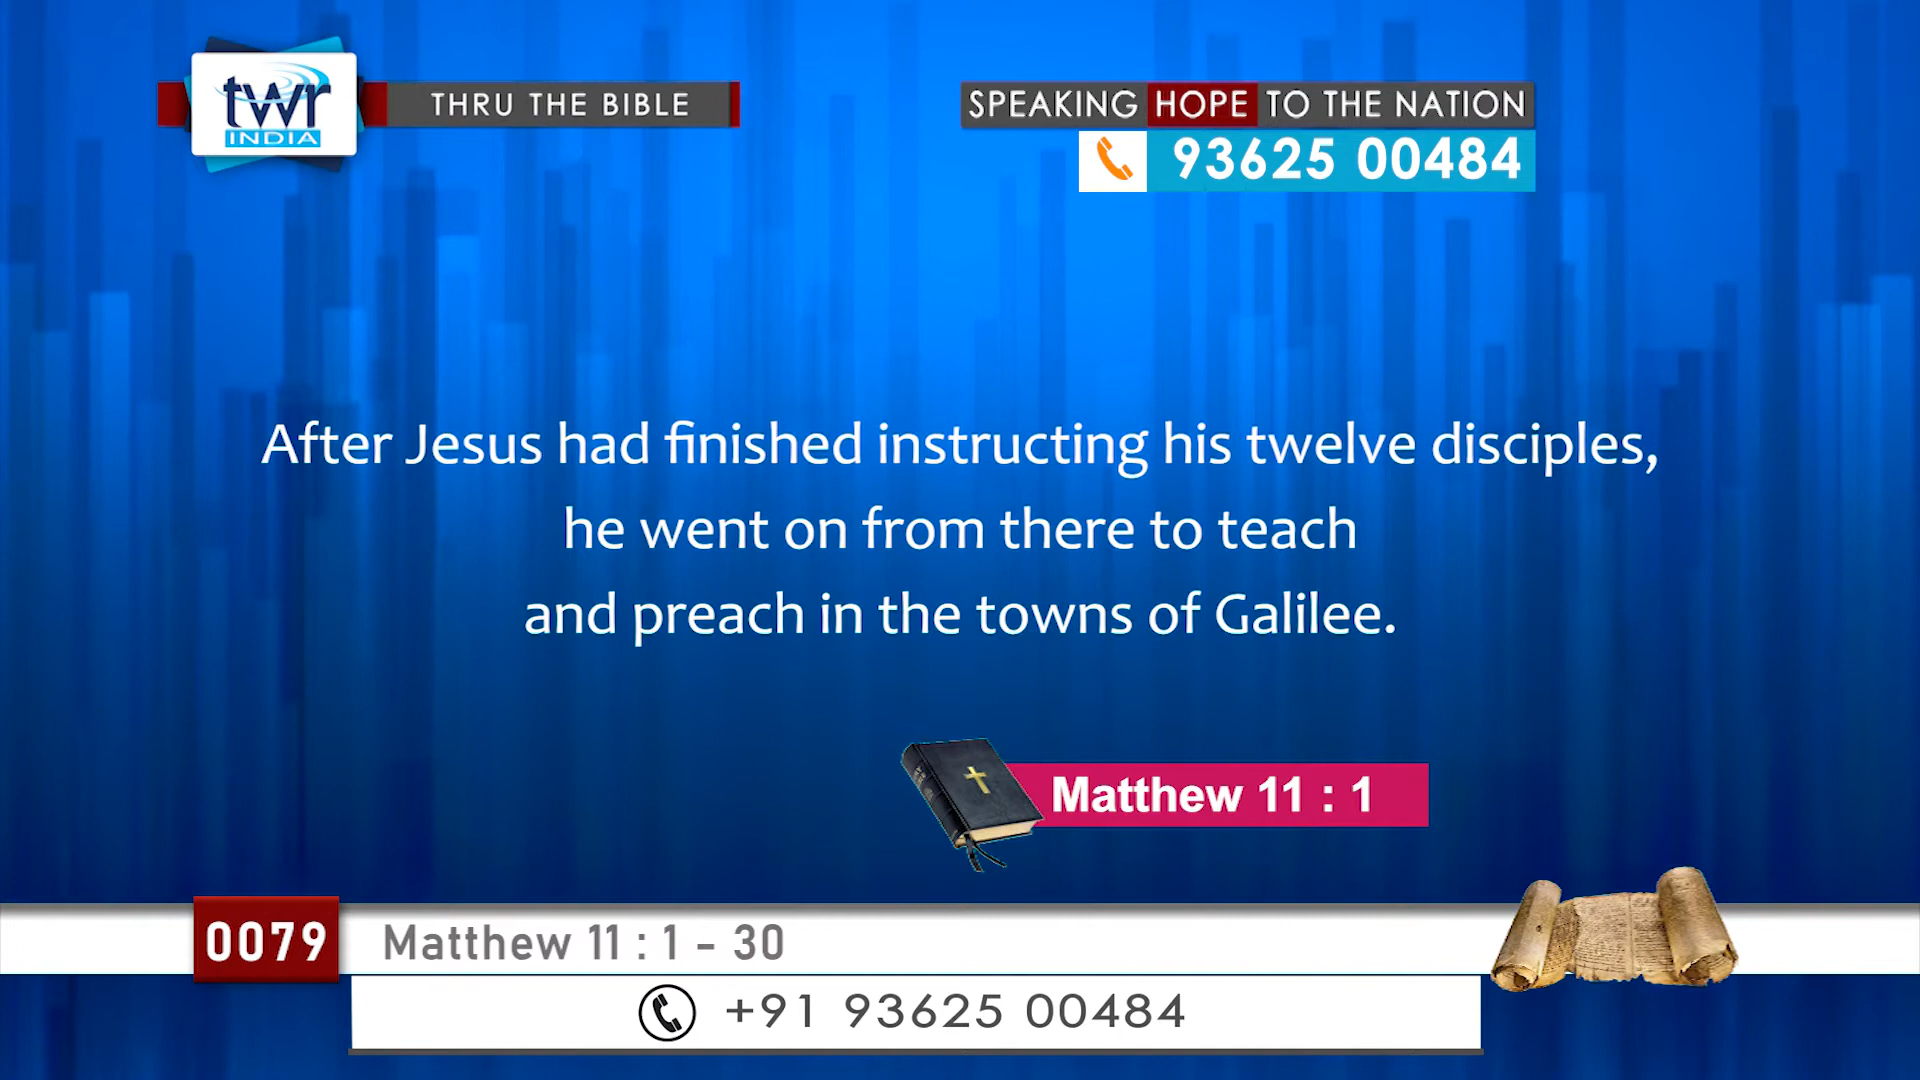 twr
INDIA
THRU THE BIBLE
SPEAKING HOPE TO THE NATION
93625 00484
After Jesus had finished instructing his twelve disciples,
he went on from there to teach
and preach in the towns of Galilee.
Matthew 11 : 1
0079
Matthew 11 : 1 - 30
+91 93625 00484